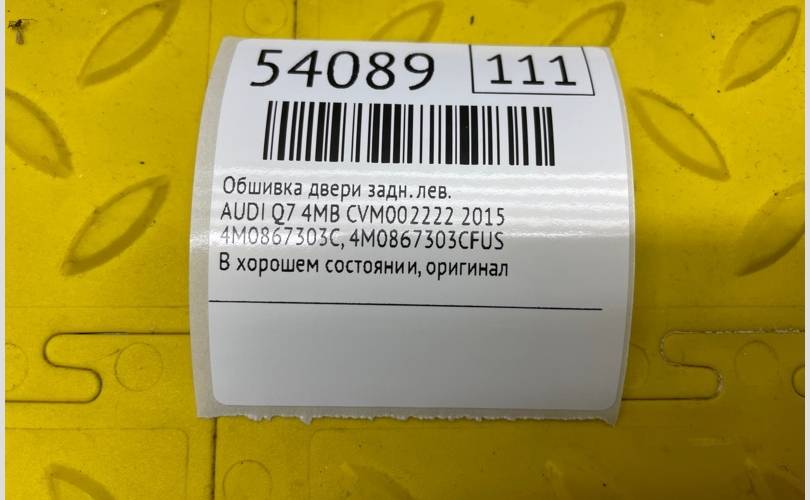 54089 111
Обшивка двери задн. лев.
AUDI Q7 4MB CVM002222 2015
4M0867303C, 4M0867303CFUS
В хорошем состоянии, оригинал